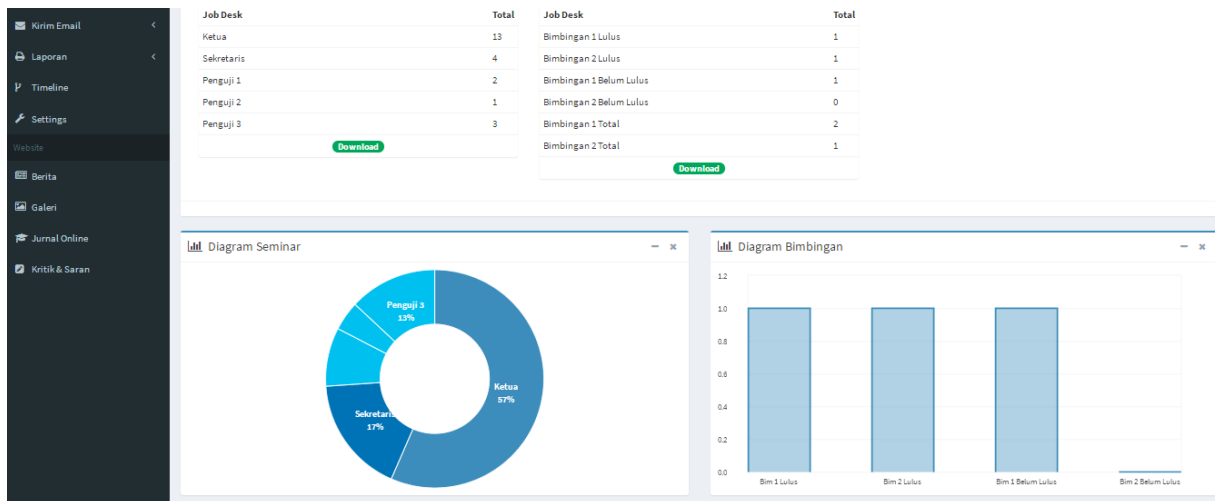 Kirim Email
Laporan
Timeline
Settings
Website
Berita
Galeri
Jurnal Online
Kritik & Saran
Job Desk Total
Ketua 13
Sekretaris 4
Penguji 1 2
Penguji 2 1
Penguji 3 3
Download
Job Desk Total
Bimbingan 1 Lulus 1
Bimbingan 2 Lulus 1
Bimbingan 1 Belum Lulus 1
Bimbingan 2 Belum Lulus 0
Bimbingan 1 Total 2
Bimbingan 2 Total 1
Download
Diagram Seminar
Penguji 3
13%
Ketua
57%
Sekretaris
17%
Diagram Bimbingan
1.2
1.0
0.8
0.6
0.4
0.2
0.0
Bim 1 Lulus Bim 2 Lulus Bim 1 Belum Lulus Bim 2 Belum Lulus